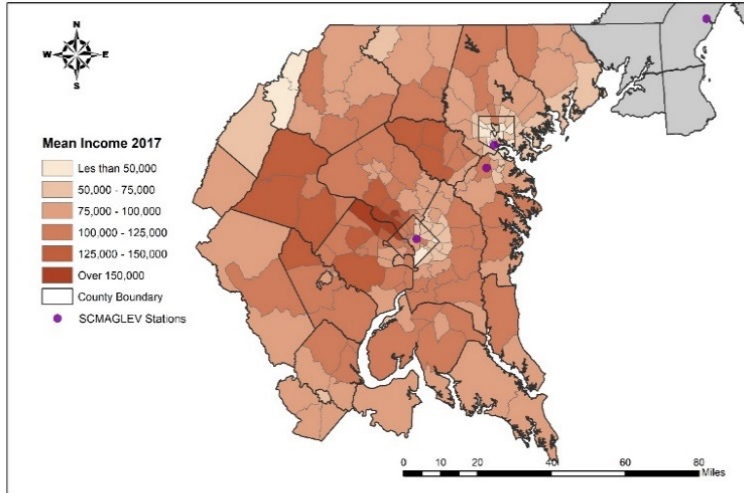 N
W E
S
Mean Income 2017
Les than 50,000
50,000 - 75,000
75,000 - 100,000
100,000 - 125,000
125,000 - 150,000
Over 150,000
County Boundary
SCMAGLEV Stations
0 10 20 40 60 80
Miles